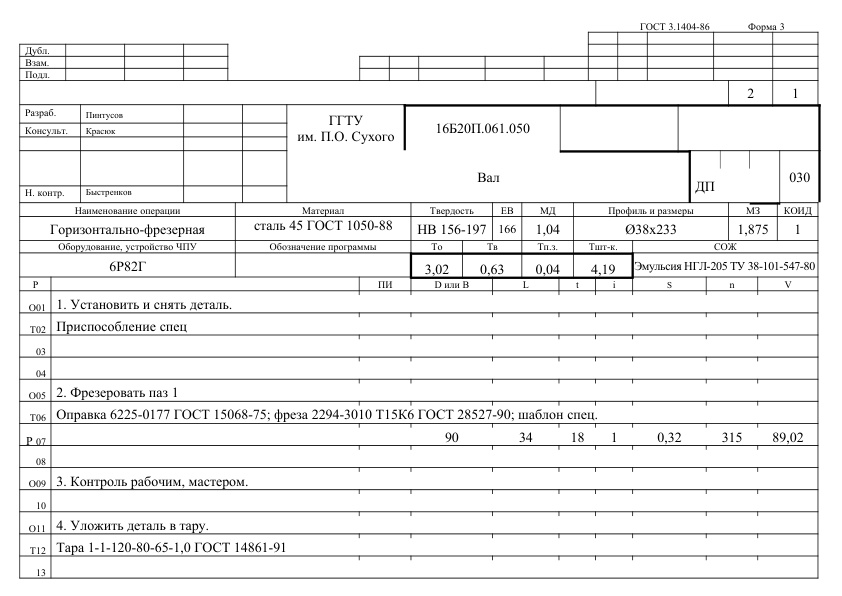 ГОСТ 3.1404-86 Форма 3
Дубл.
Взам.
Подл.
2 1
Разраб. Пинтусов
Консульт. Красюк
ГГТУ
им. П.О. Сухого
16Б20П.061.050
Вал
ДП
030
Н. контр. Быстренков
Наименование операции Материал Твердость ЕВ МД Профиль и размеры МЗ КОИД
Горизонтально-фрезерная сталь 45 ГОСТ 1050-88 НВ 156-197 166 1,04 Ø38х233 1,875 1
Оборудование, устройство ЧПУ Обозначение программы То Тв Тп.з. Тшт-к. СОЖ
6Р82Г 3,02 0,63 0,04 4,19 Эмульсия НГЛ-205 ТУ 38-101-547-80
Р ПИ D или В L t i S n V
О01 1. Установить и снять деталь.
Т02 Приспособление спец
03
04
О05 2. Фрезеровать паз 1
Т06 Оправка 6225-0177 ГОСТ 15068-75; фреза 2294-3010 Т15К6 ГОСТ 28527-90; шаблон спец.
Р 07 90 34 18 1 0,32 315 89,02
08
О09 3. Контроль рабочим, мастером.
10
О11 4. Уложить деталь в тару.
Т12 Тара 1-1-120-80-65-1,0 ГОСТ 14861-91
13